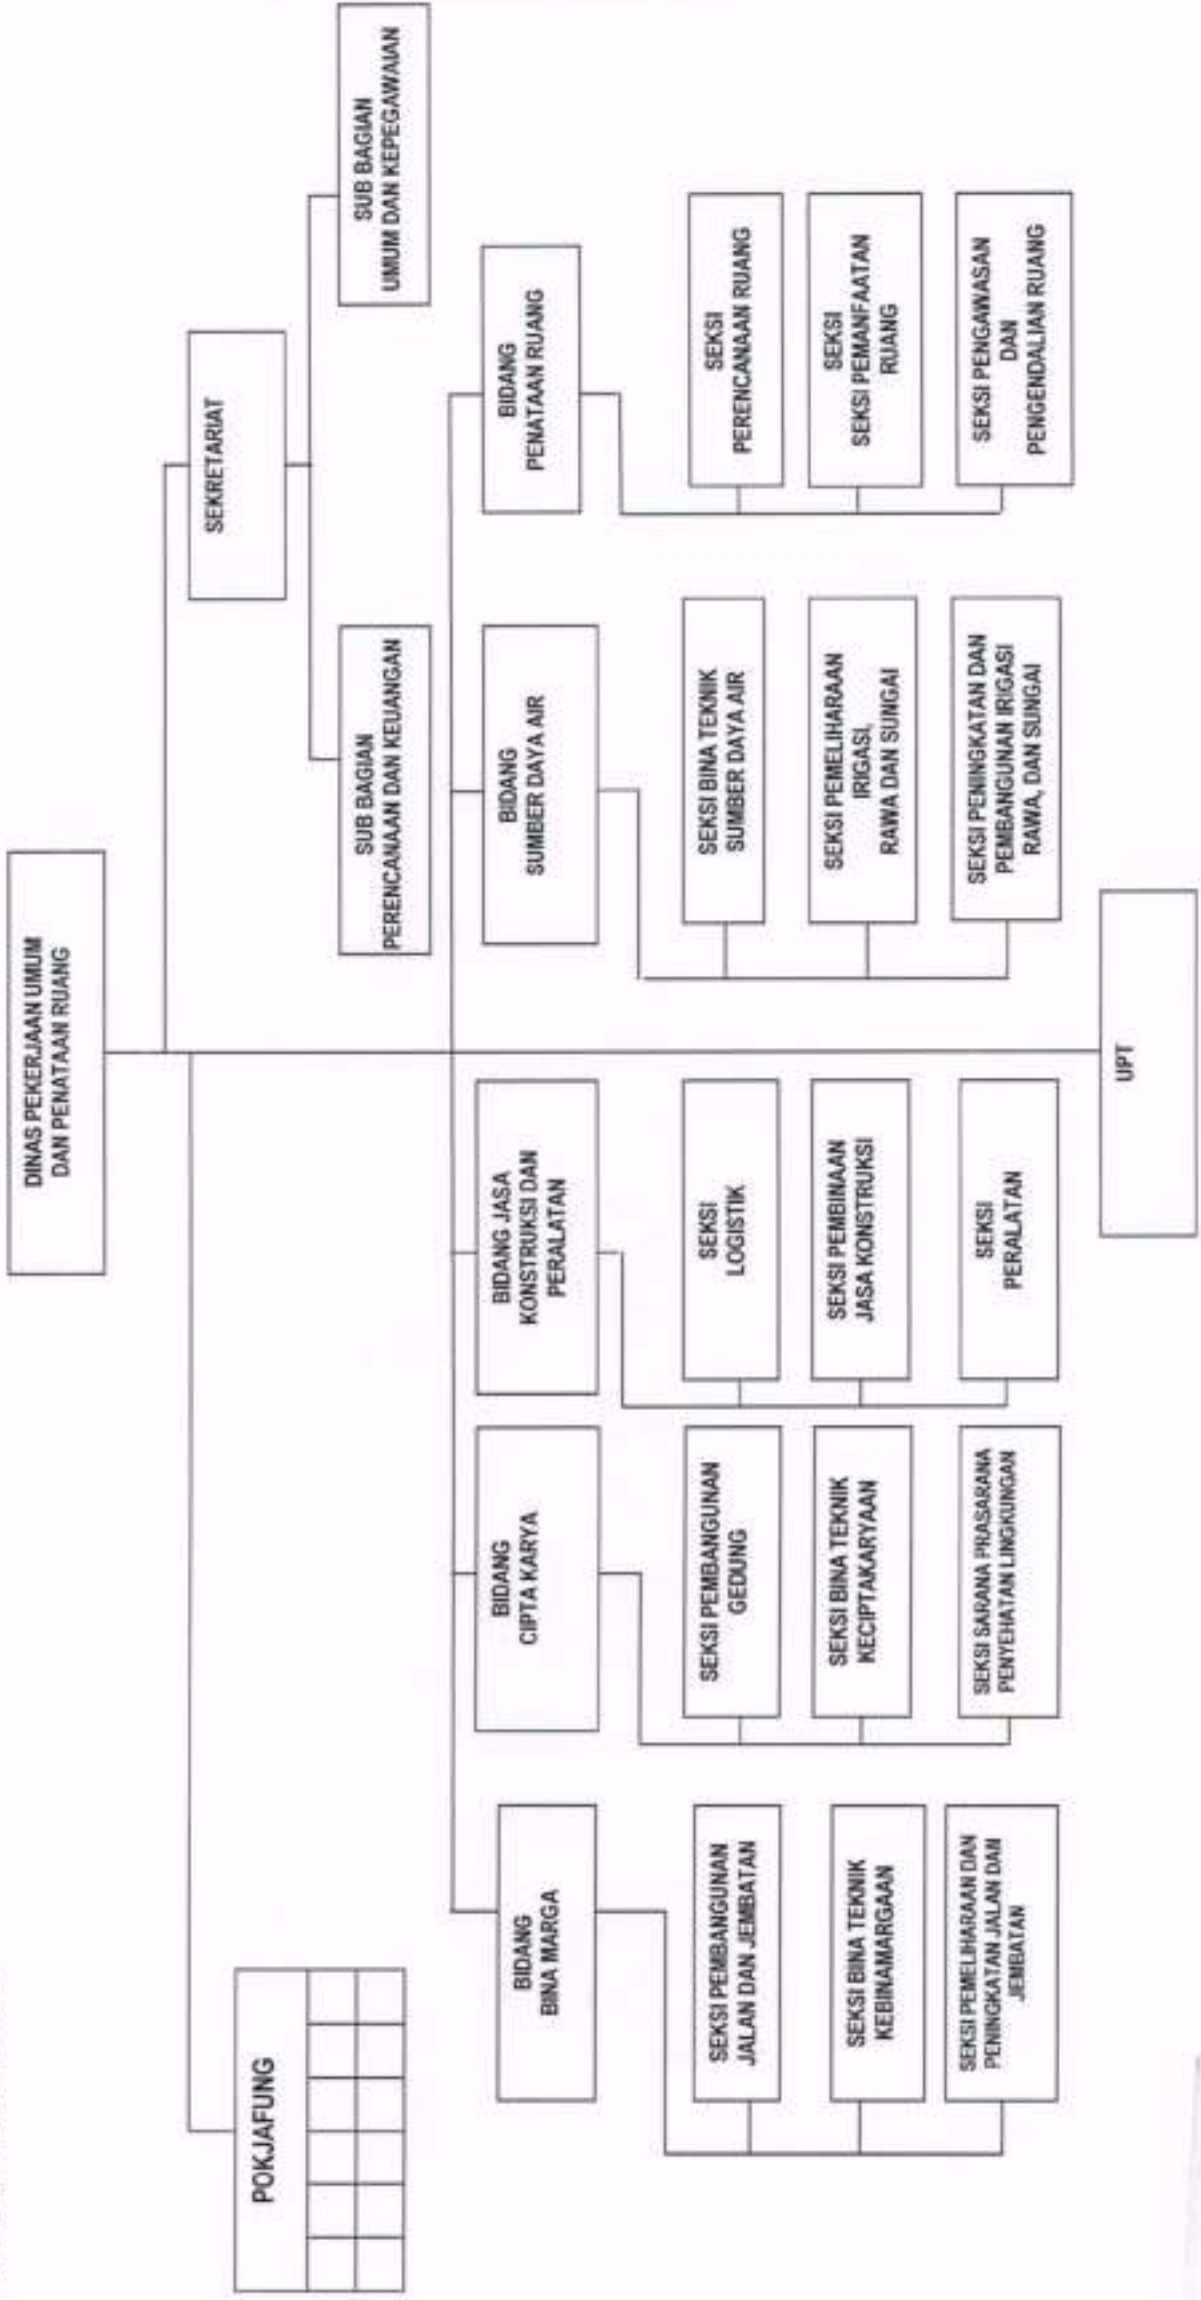 DINAS PEKERJAAN UMUM
DAN PENATAAN RUANG
POKJAFUNG
SEKRETARIAT
SUB BAGIAN
PERENCANAAN DAN KEUANGAN
SUB BAGIAN
UMUM DAN KEPEGAWAIAN
BIDANG
BINA MARGA
BIDANG
CIPTA KARYA
BIDANG JASA
KONSTRUKSI DAN
PERALATAN
BIDANG
SUMBER DAYA AIR
BIDANG
PENATAAN RUANG
SEKSI PEMBANGUNAN
JALAN DAN JEMBATAN
SEKSI BINA TEKNIK
KEBINAMARGAAN
SEKSI PEMELIHARAAN DAN
PENINGKATAN JALAN DAN
JEMBATAN
SEKSI PEMBANGUNAN
GEDUNG
SEKSI BINA TEKNIK
KECIPTAKARYAAN
SEKSI SARANA PRASARANA
PENYEHATAN LINGKUNGAN
SEKSI
LOGISTIK
SEKSI PEMBINAAN
JASA KONSTRUKSI
SEKSI
PERALATAN
SEKSI BINA TEKNIK
SUMBER DAYA AIR
SEKSI PEMELIHARAAN
IRIGASI,
RAWA DAN SUNGAI
SEKSI PENINGKATAN DAN
PEMBANGUNAN IRIGASI
RAWA, DAN SUNGAI
SEKSI
PERENCANAAN RUANG
SEKSI
SEKSI PEMANFAATAN
RUANG
SEKSI PENGAWASAN
DAN
PENGENDALIAN RUANG
UPT